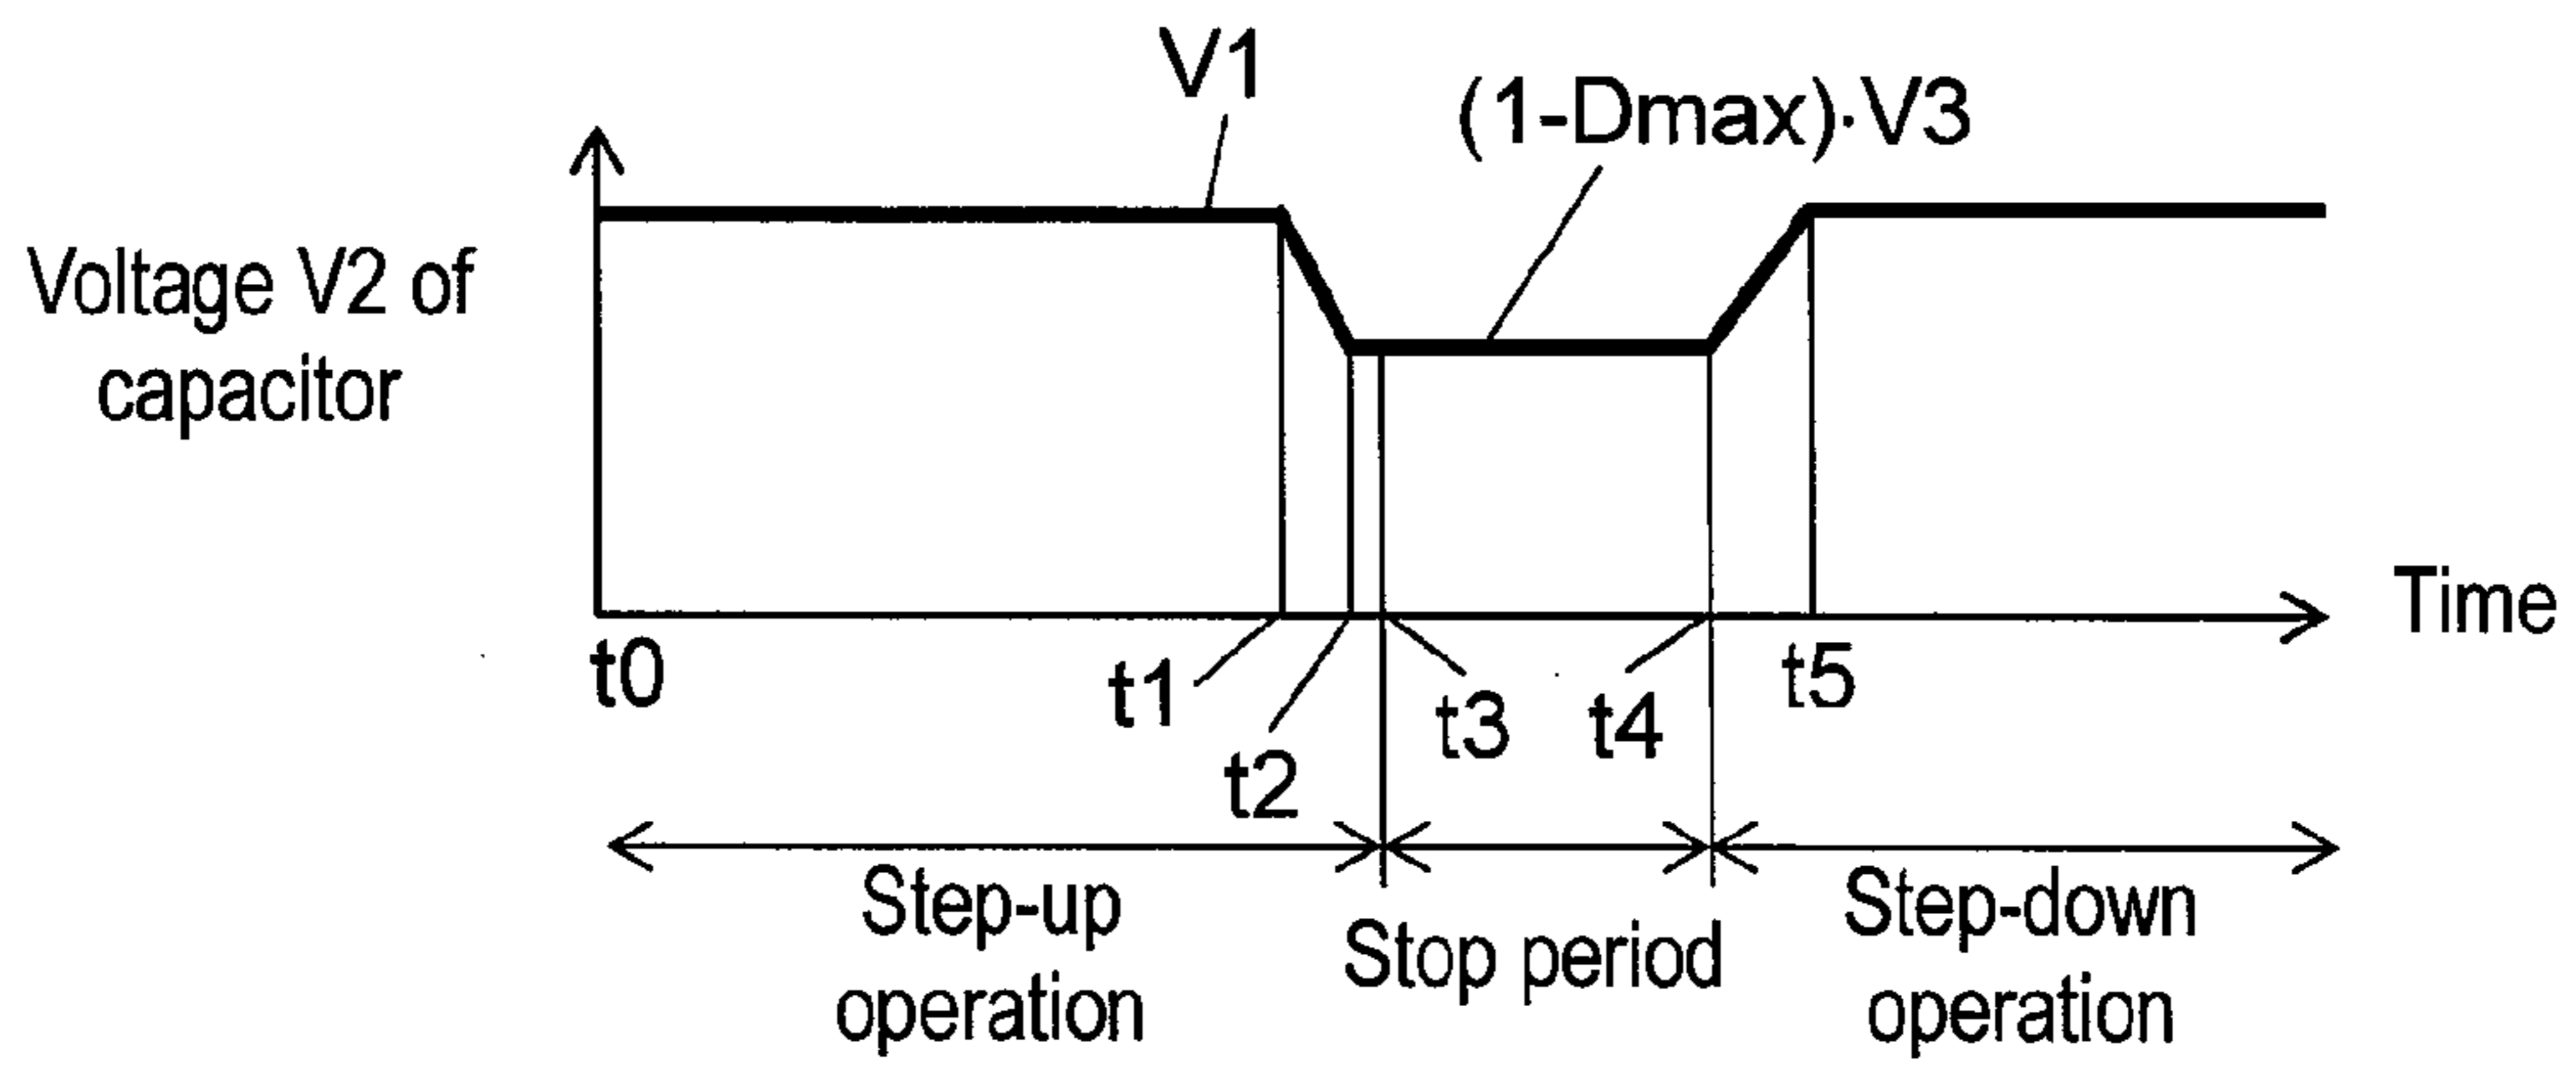 V1
(1-Dmax)·V3
Voltage V2 of
capacitor
Time
t0
t1
t2
t3
t4
t5
Step-up
operation
Stop period
Step-down
operation